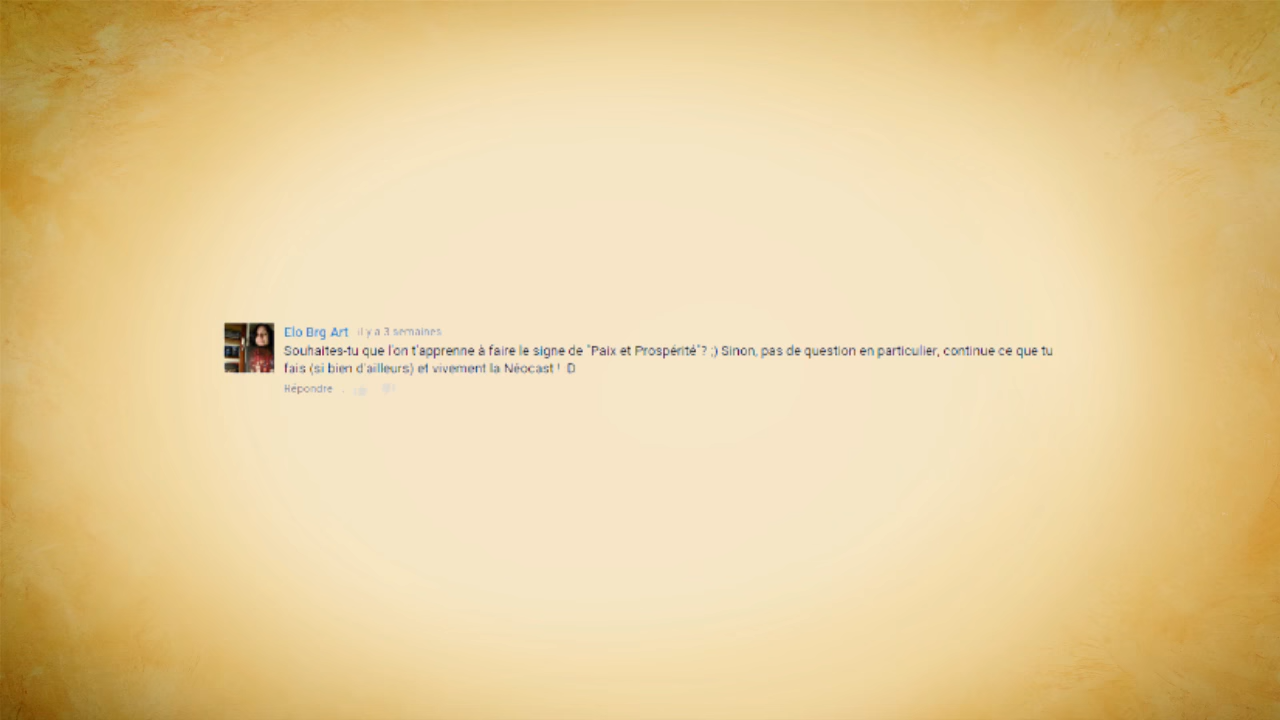 Elo Brg Art il y a 3 semaines
Souhaites-tu que l'on t'apprenne à faire le signe de "Paix et Prospérité"? ;) Sinon, pas de question en particulier, continue ce que tu
fais (si bien d'ailleurs) et vivement la Néocast ! :D
Répondre ·